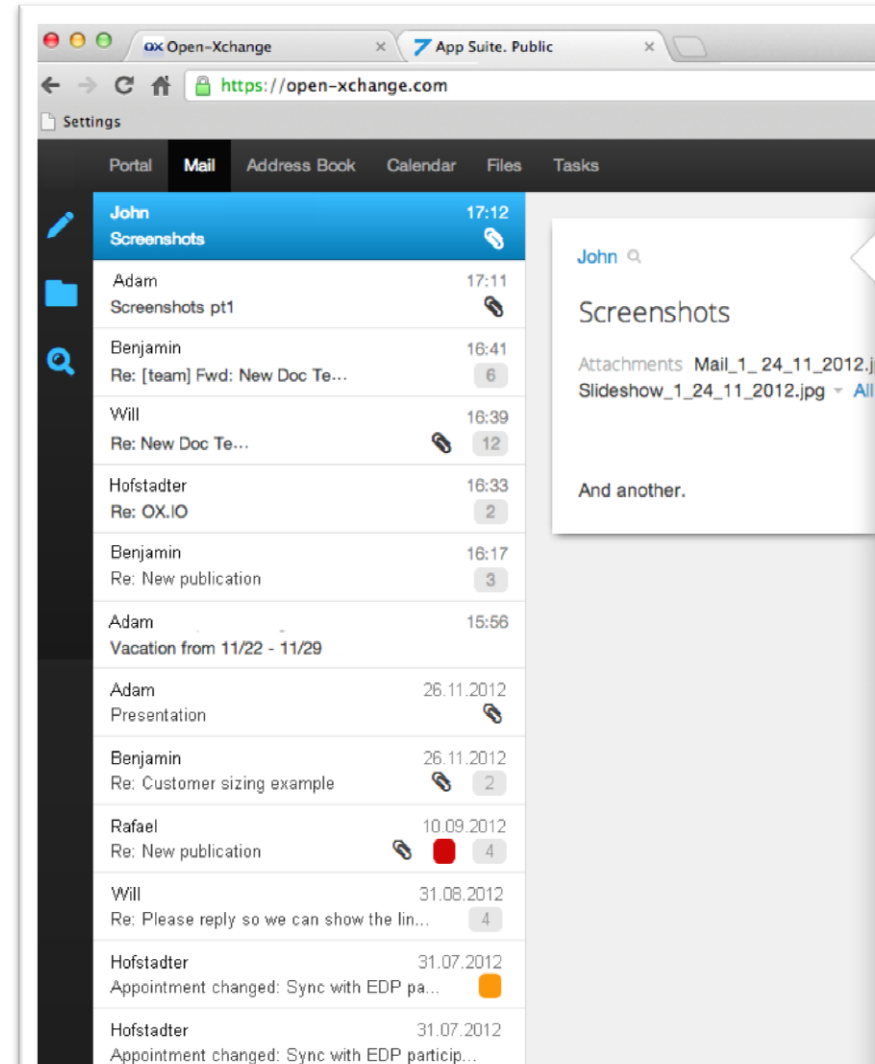 OX Open-Xchange × 7 App Suite. Public ×
https://open-xchange.com
Settings
Portal Mail Address Book Calendar Files Tasks
John 17:12
Screenshots
Adam 17:11
Screenshots pt1
Benjamin 16:41
Re: [team] Fwd: New Doc Te... 6
Will 16:39
Re: New Doc Te... 12
Hofstadter 16:33
Re: OX.IO 2
Benjamin 16:17
Re: New publication 3
Adam 15:56
Vacation from 11/22 - 11/29
Adam 26.11.2012
Presentation
Benjamin 26.11.2012
Re: Customer sizing example 2
Rafael 10.09.2012
Re: New publication 4
Will 31.08.2012
Re: Please reply so we can show the lin... 4
Hofstadter 31.07.2012
Appointment changed: Sync with EDP pa...
Hofstadter 31.07.2012
Appointment changed: Sync with EDP particip...
John
Screenshots
Attachments Mail_1_ 24_11_2012.j
Slideshow_1_24_11_2012.jpg All
And another.